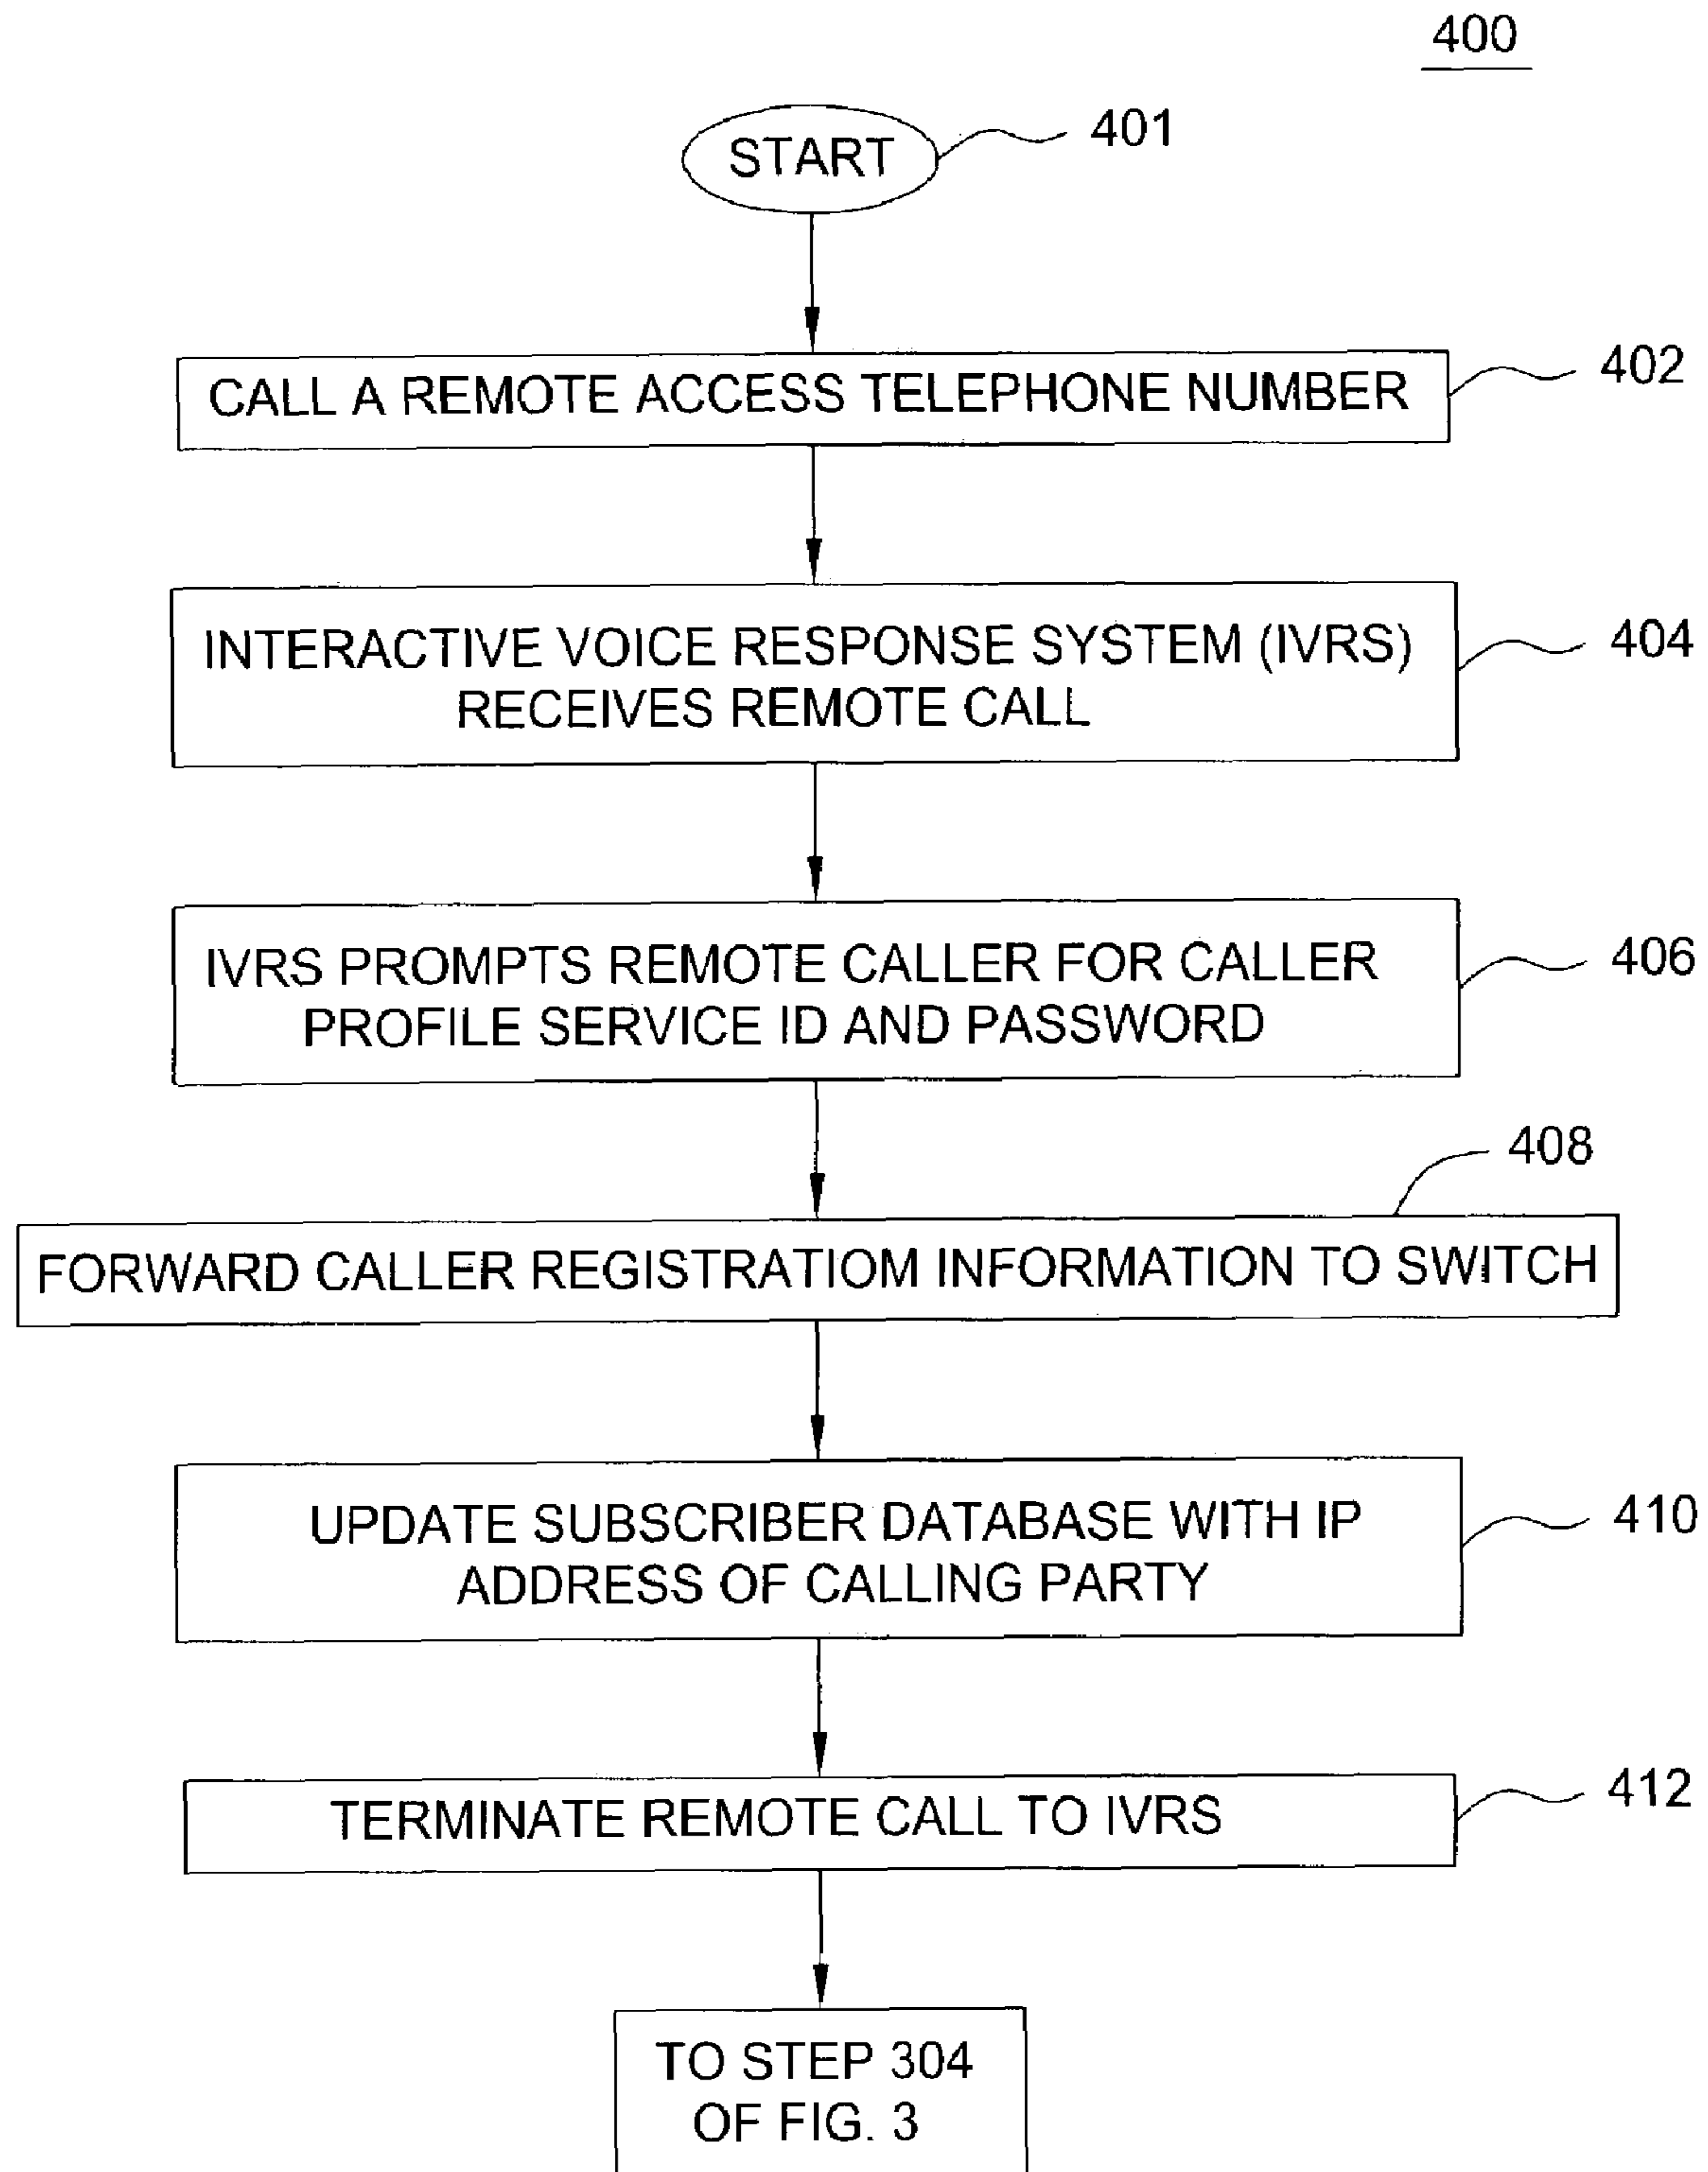 400
START
401
CALL A REMOTE ACCESS TELEPHONE NUMBER
402
INTERACTIVE VOICE RESPONSE SYSTEM (IVRS)
RECEIVES REMOTE CALL
404
IVRS PROMPTS REMOTE CALLER FOR CALLER
PROFILE SERVICE ID AND PASSWORD
406
408
FORWARD CALLER REGISTRATIOM INFORMATION TO SWITCH
UPDATE SUBSCRIBER DATABASE WITH IP
ADDRESS OF CALLING PARTY
410
TERMINATE REMOTE CALL TO IVRS
412
TO STEP 304
OF FIG. 3